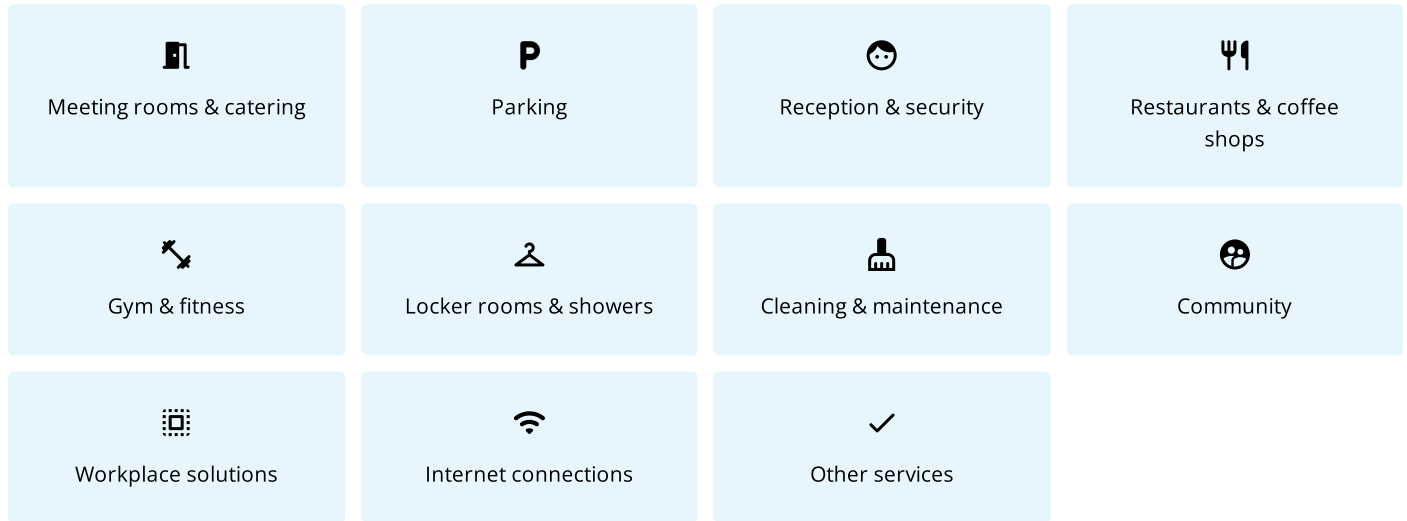 Meeting rooms & catering
Parking
Reception & security
Restaurants & coffee
shops
Gym & fitness
Locker rooms & showers
Cleaning & maintenance
Community
Workplace solutions
Internet connections
Other services